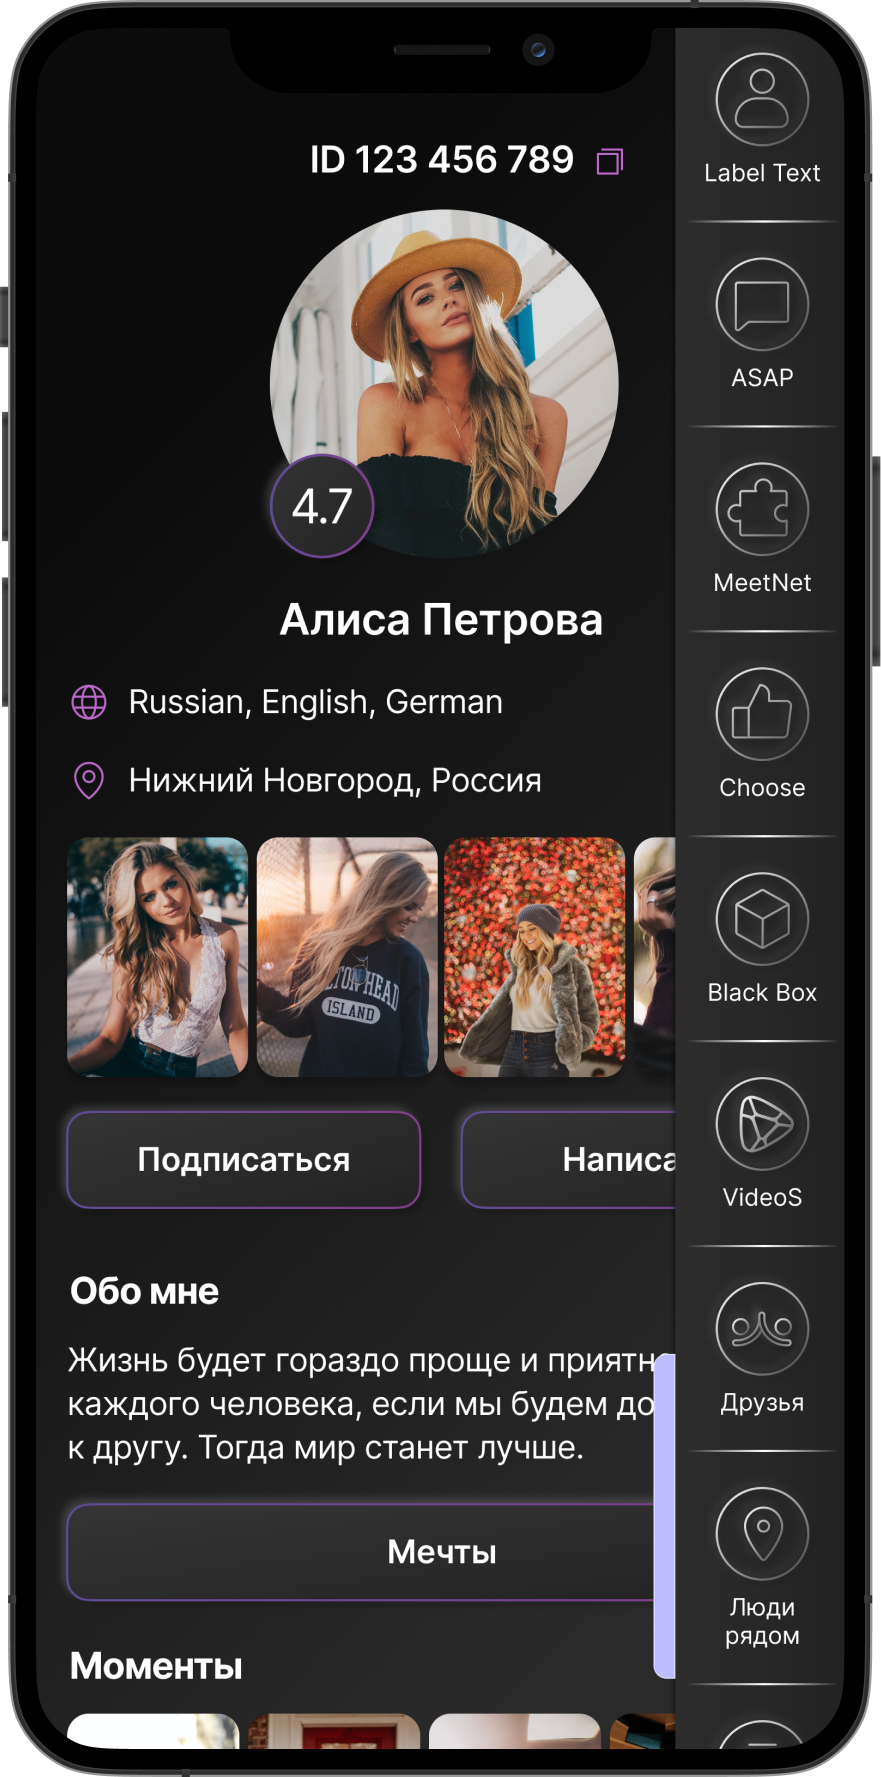 ID 123 456 789
4.7
Алиса Петрова
Russian, English, German
Нижний Новгород, Россия
LTON HEAD
ISLAND
Подписаться
Написа
Обо мне
Жизнь будет гораздо проще и приятн
каждого человека, если мы будем до
к другу. Тогда мир станет лучше.
Мечты
Моменты
Label Text
ASAP
MeetNet
Choose
Black Box
VideoS
Друзья
Люди
рядом